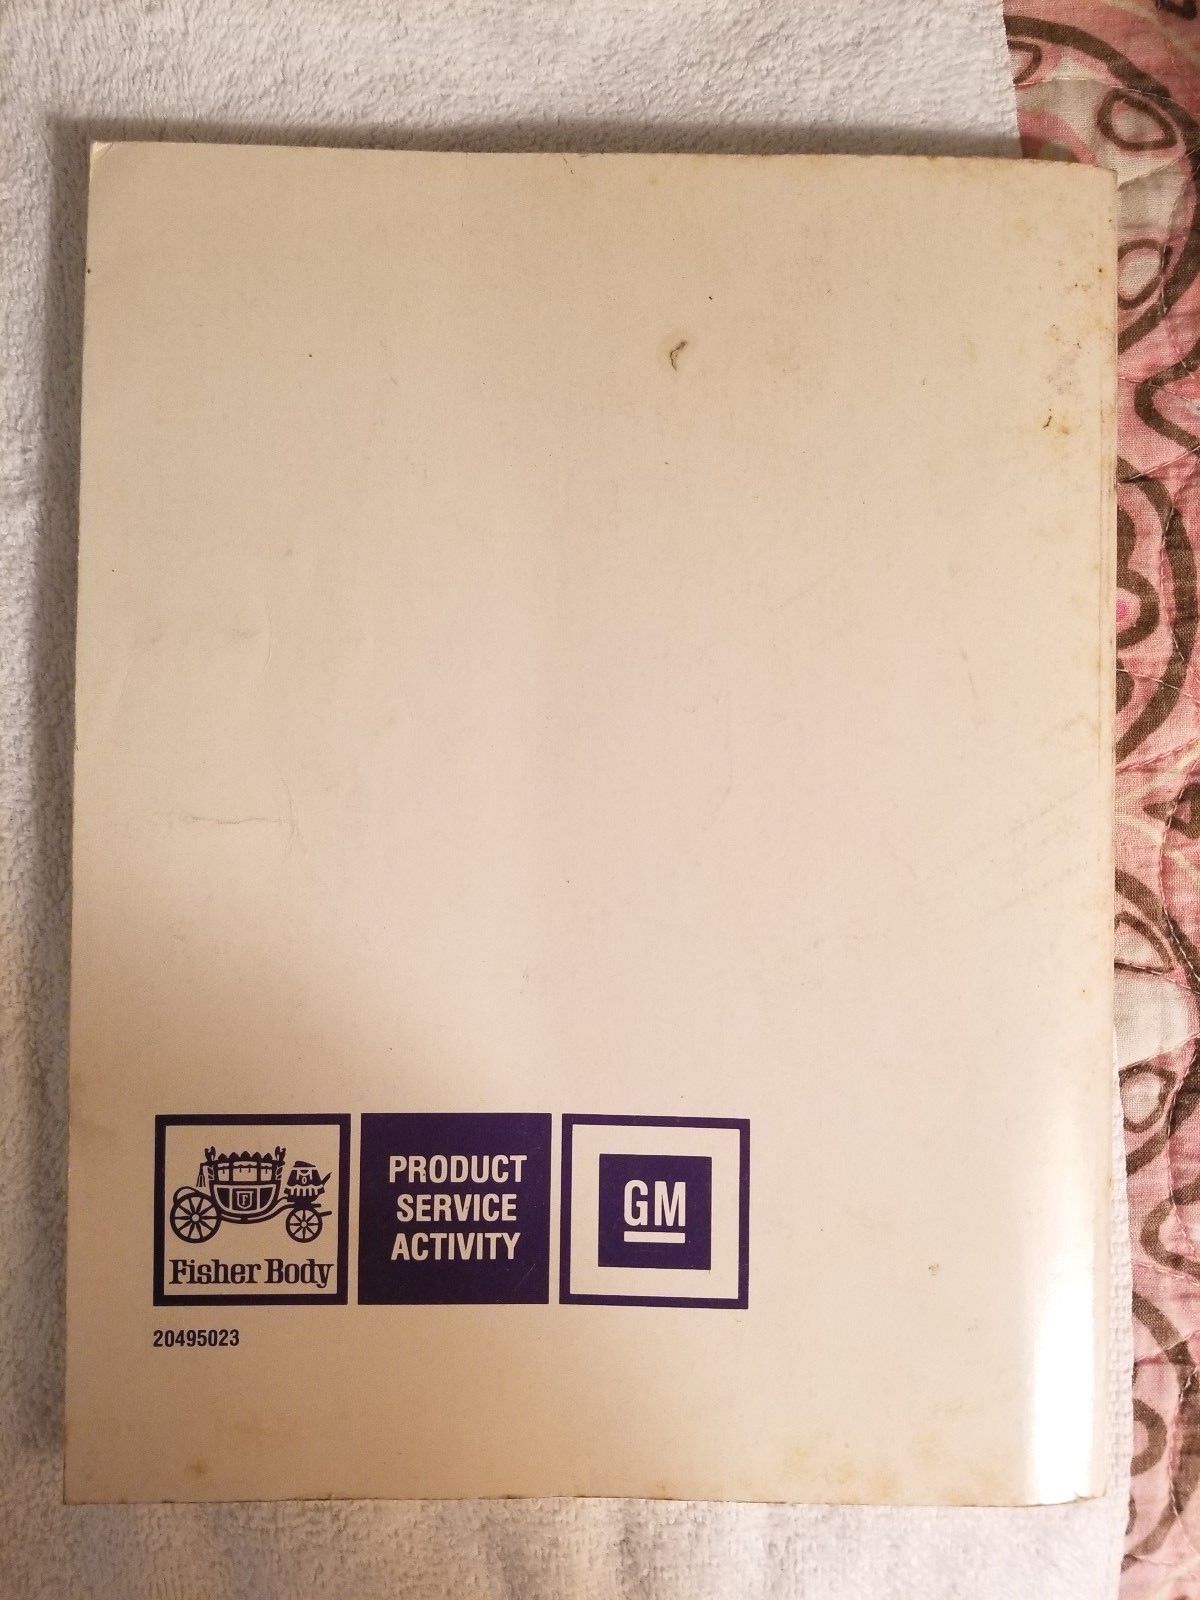 Fisher Body
PRODUCT
SERVICE
ACTIVITY
GM
20495023